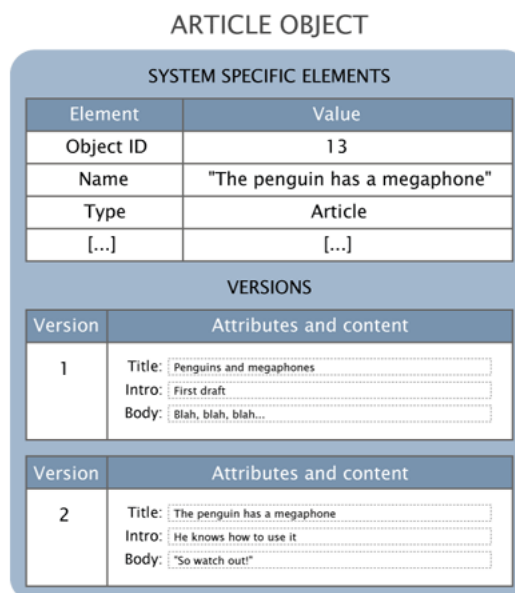 ARTICLE OBJECT
SYSTEM SPECIFIC ELEMENTS
Element Value
Object ID 13
Name "The penguin has a megaphone"
Type Article
[...] [...]
VERSIONS
Version Attributes and content
1 Title: Penguins and megaphones
Intro: First draft
Body: Blah, blah, blah...
Version Attributes and content
2 Title: The penguin has a megaphone
Intro: He knows how to use it
Body: "So watch out!"